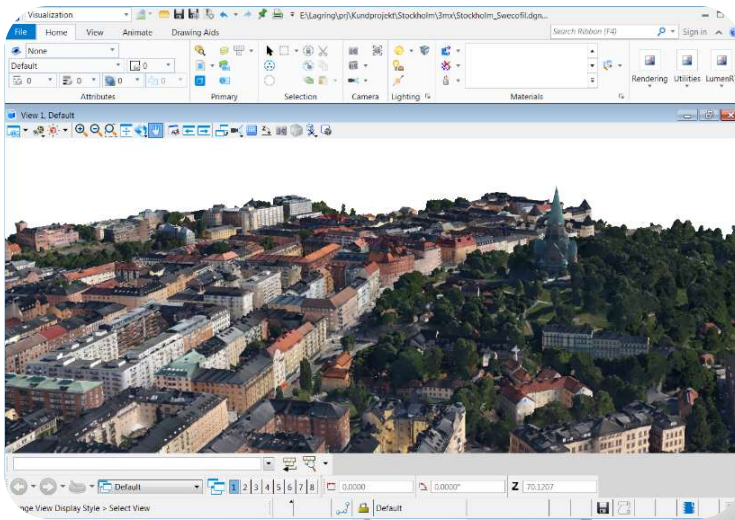 Visualization E:\Lagring\prj\Kundprojekt\Stockholm\3mx\Stockholm_Swecofil.dgn...
File Home View Animate Drawing Aids Search Ribbon (F4) Sign in
None
Default 0
0 0 0 0
Rendering Utilities LumenR
Attributes Primary Selection Camera Lighting Materials
View 1, Default
Default 1 2 3 4 5 6 7 8 0.0000 0.0000° Z 70.1207
nge View Display Style > Select View Default